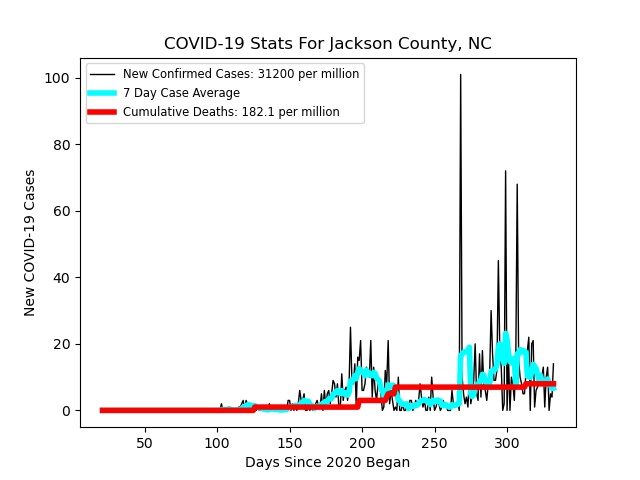 COVID-19 Stats For Jackson County, NC
New Confirmed Cases: 31200 per million
7 Day Case Average
Cumulative Deaths: 182.1 per million
New COVID-19 Cases
100
80
60
40
20
0
50 100 150 200 250 300
Days Since 2020 Began